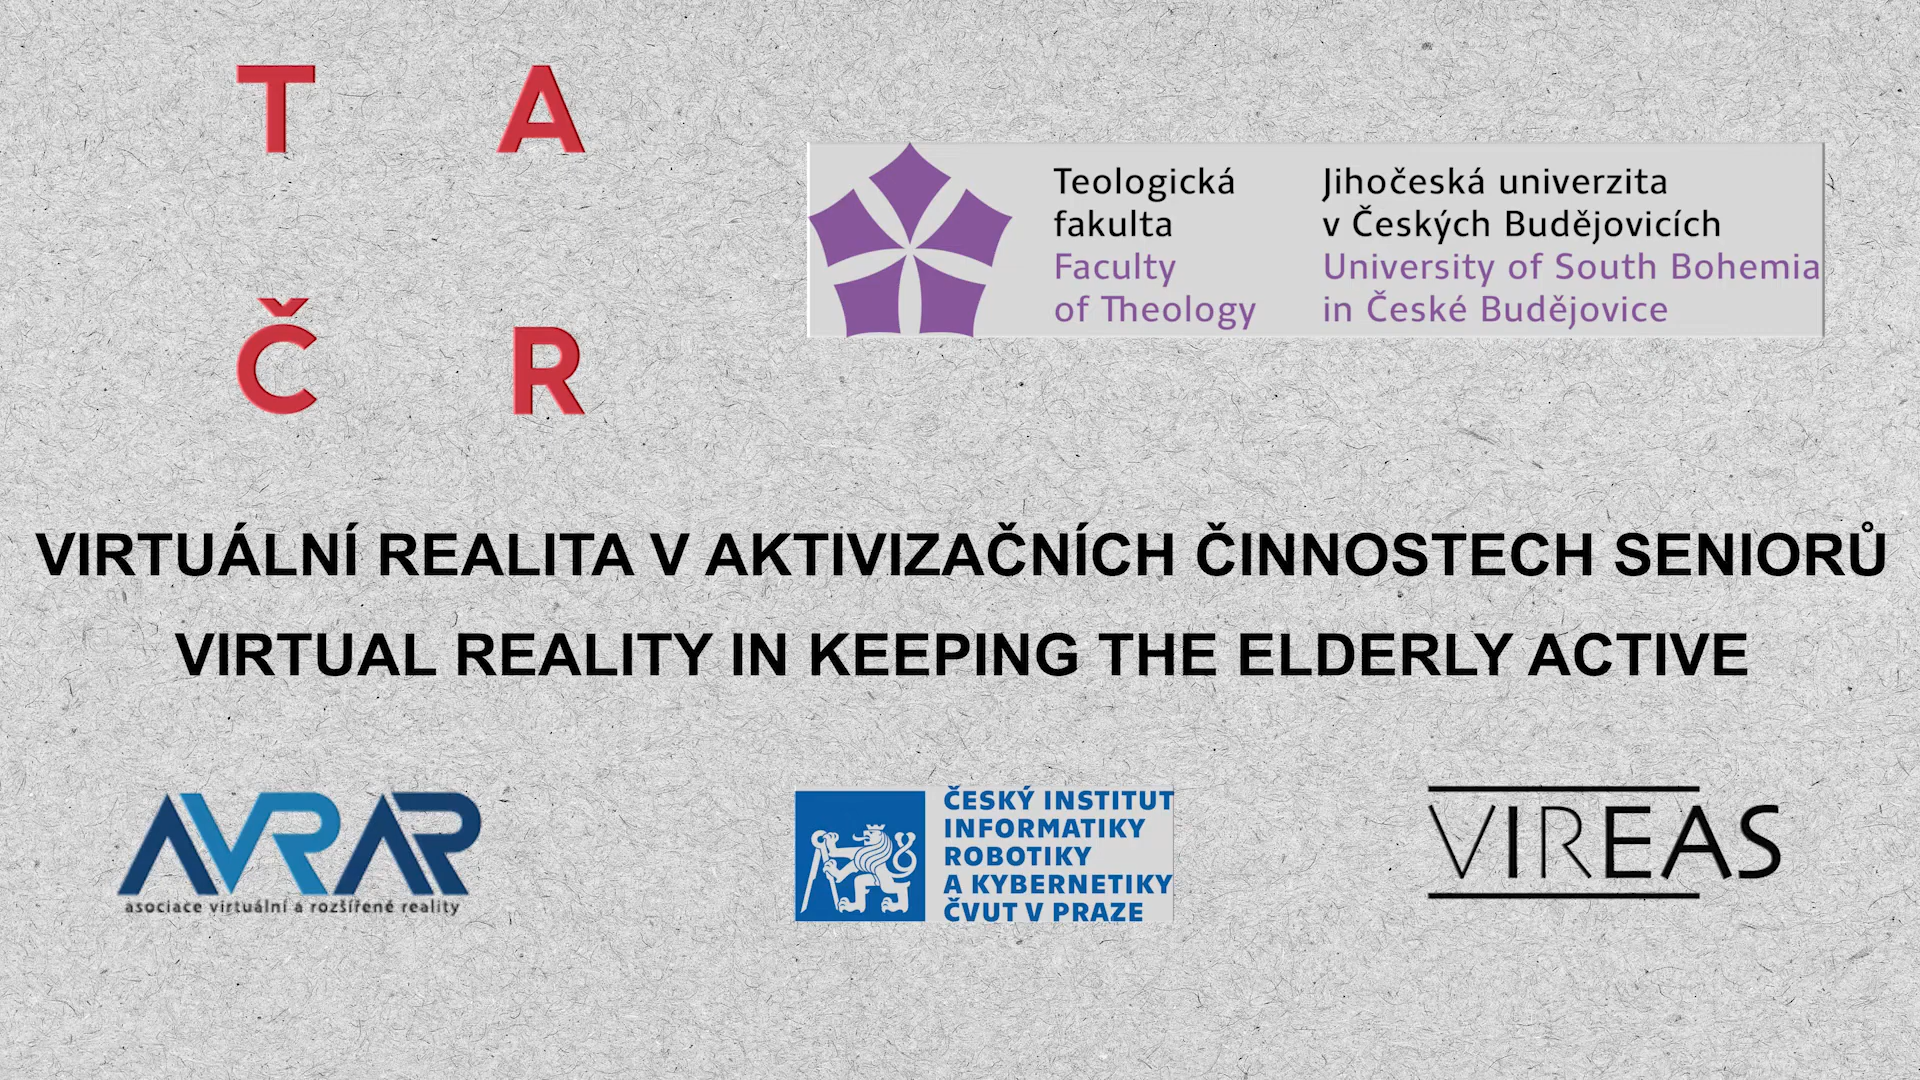 T A
Č R
Teologická
fakulta
Faculty
of Theology
Jihočeská univerzita
v Českých Budějovicích
University of South Bohemia
in České Budějovice
VIRTUÁLNÍ REALITA V AKTIVIZAČNÍCH ČINNOSTECH SENIORŮ
VIRTUAL REALITY IN KEEPING THE ELDERLY ACTIVE
AVRAR
asociace virtuální a rozšířené reality
ČESKÝ INSTITUT
INFORMATIKY
ROBOTIKY
A KYBERNETIKY
ČVUT V PRAZE
VIREAS